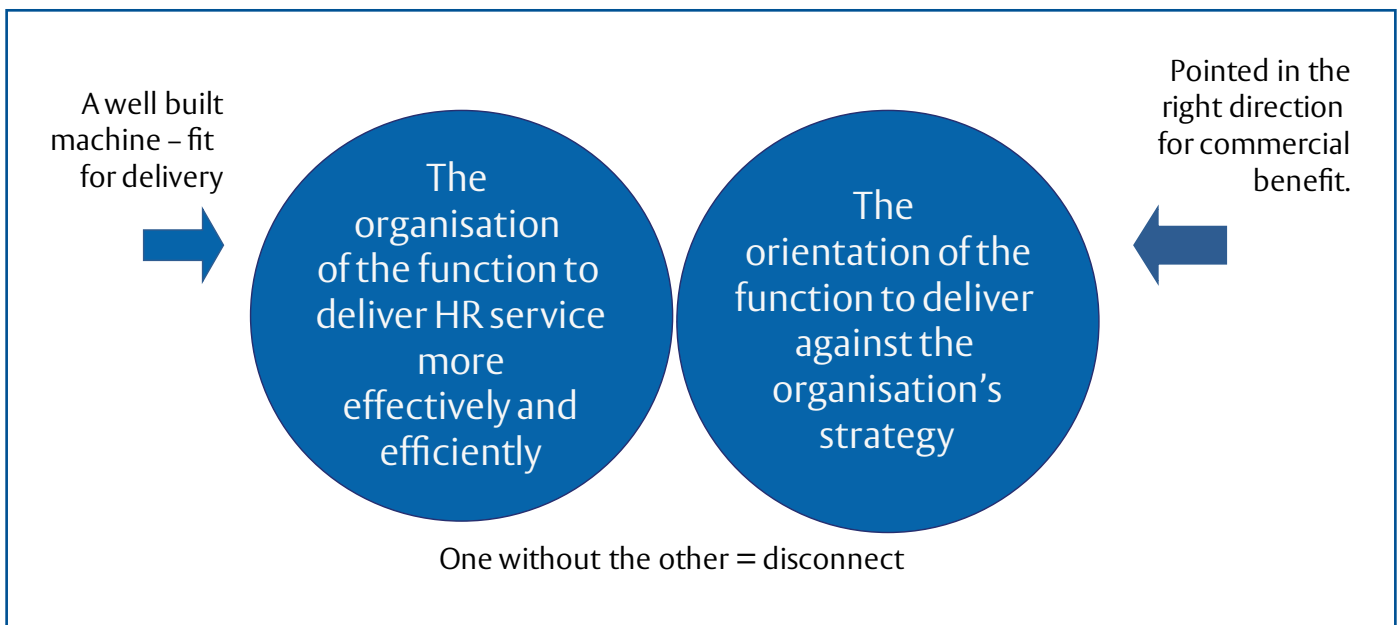 A well built
machine – fit
for delivery
The
organisation
of the function to
deliver HR service
more
effectively and
efficiently
The
orientation of the
function to deliver
against the
organisation’s
strategy
Pointed in the
right direction
for commercial
benefit.
One without the other = disconnect